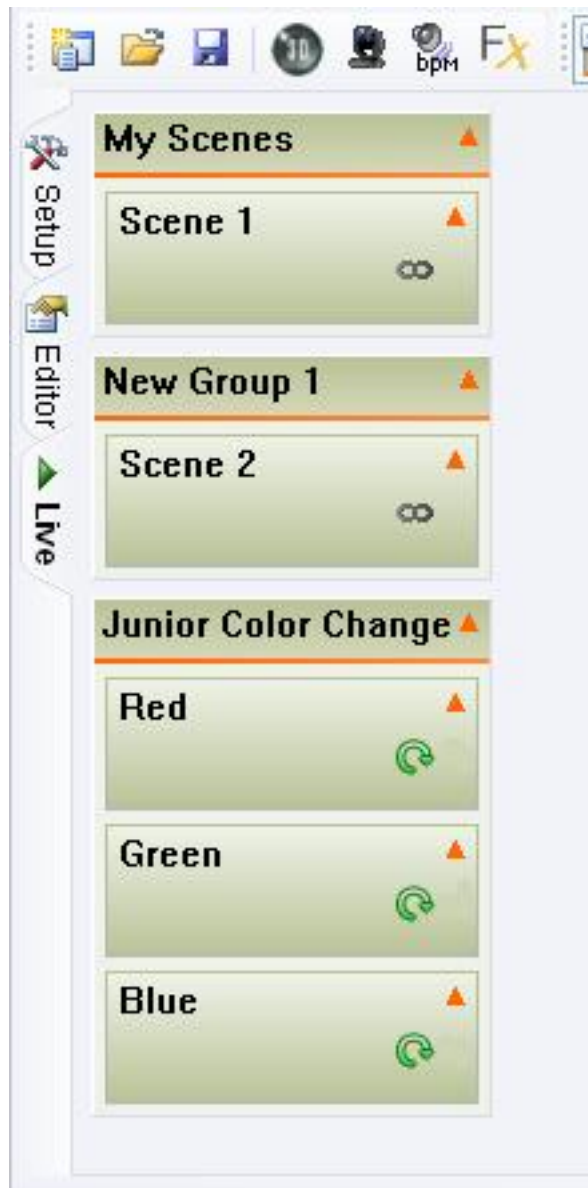 3D
bpm
Fx
Setup
Editor
Live
My Scenes
Scene 1
New Group 1
Scene 2
Junior Color Change
Red
Green
Blue